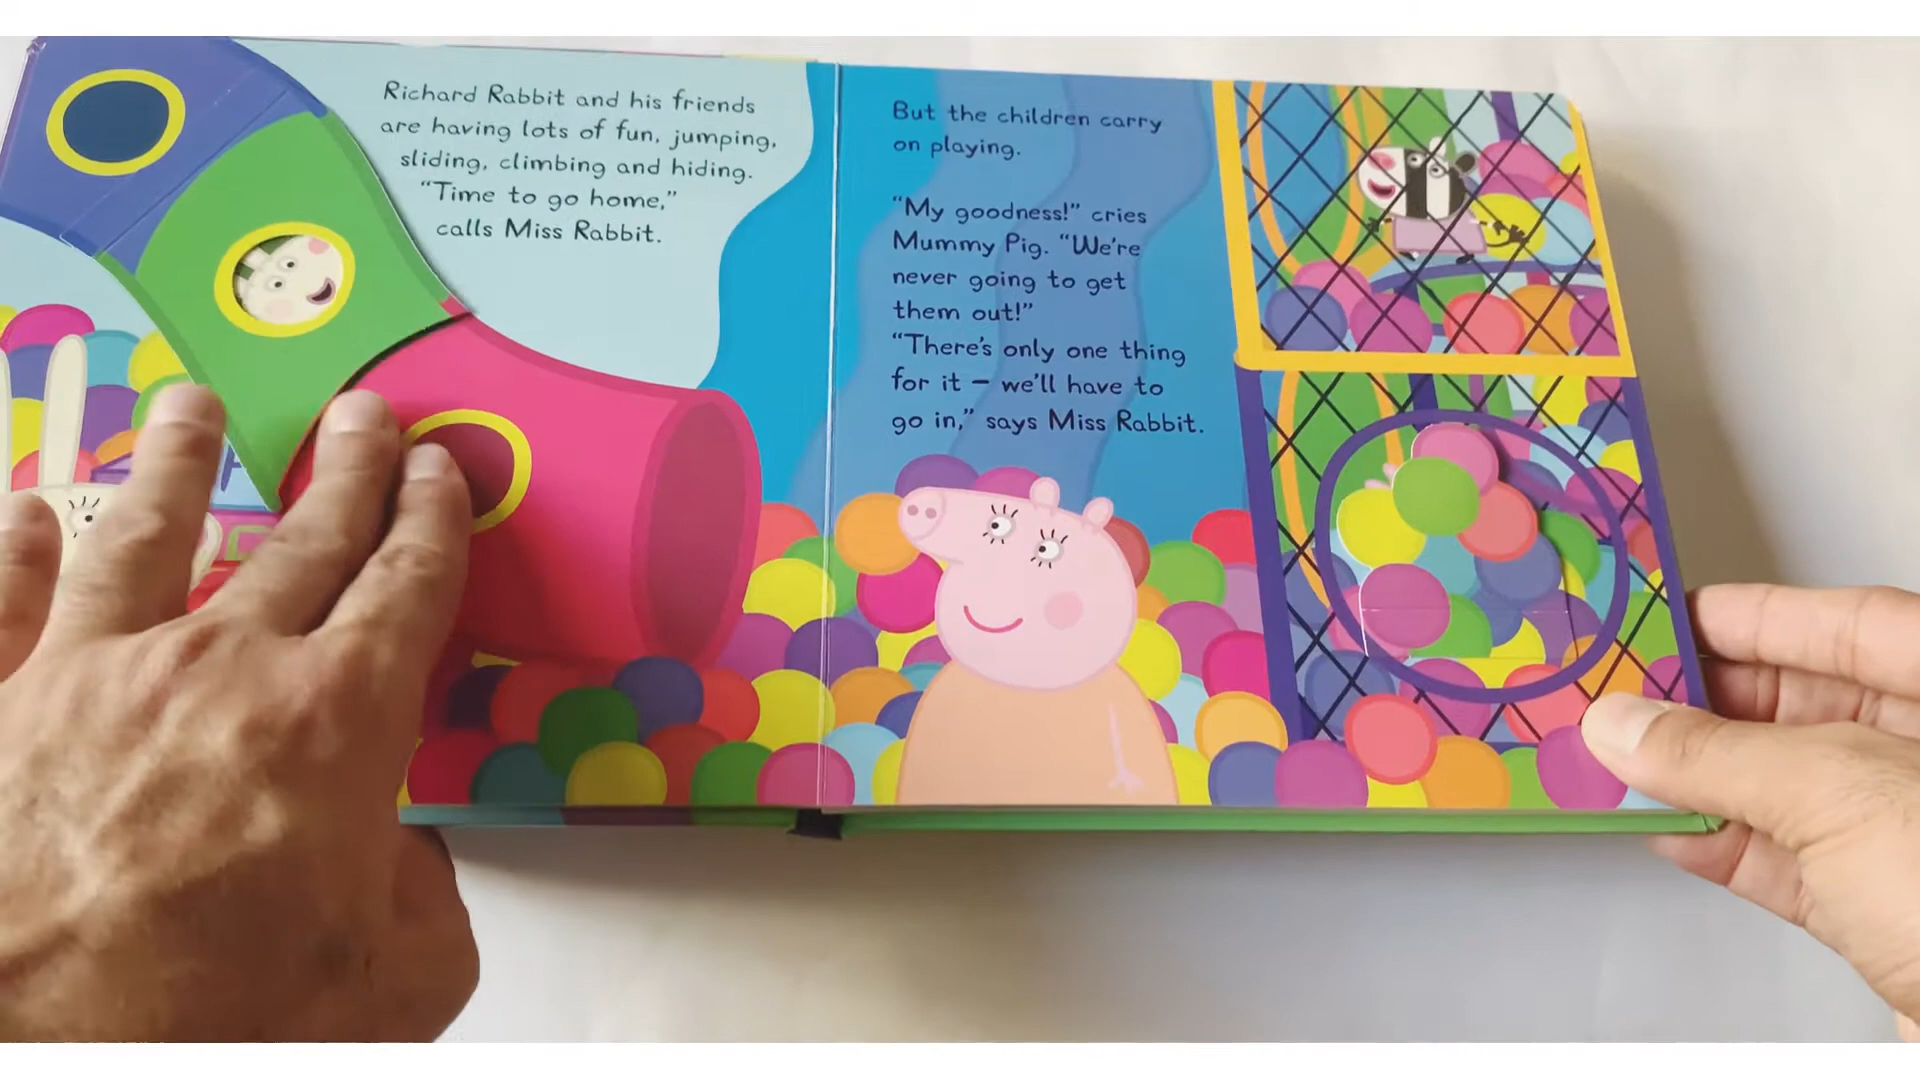 Richard Rabbit and his friends
are having lots of fun, jumping,
sliding, climbing and hiding.
“Time to go home,”
calls Miss Rabbit.
But the children carry
on playing.
“My goodness!” cries
Mummy Pig. “We’re
never going to get
them out!”
“There’s only one thing
for it – we’ll have to
go in,” says Miss Rabbit.